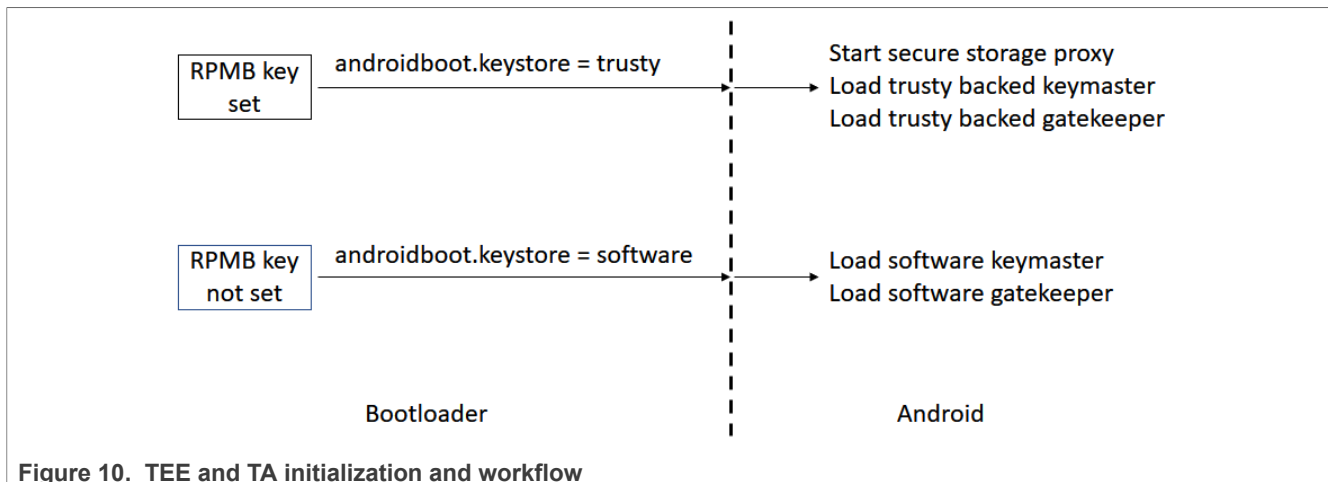 RPMB key
set
androidboot.keystore = trusty
Start secure storage proxy
Load trusty backed keymaster
Load trusty backed gatekeeper
RPMB key
not set
androidboot.keystore = software
Load software keymaster
Load software gatekeeper
Bootloader
Android
Figure 10. TEE and TA initialization and workflow